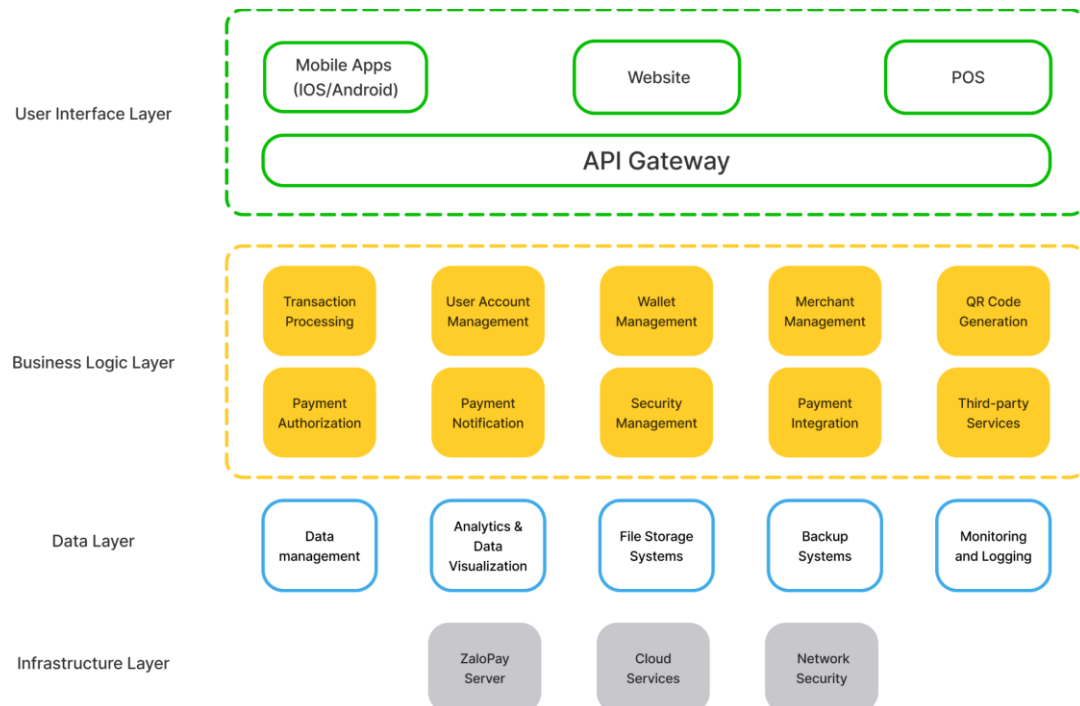 Mobile Apps
(IOS/Android)
Website
POS
User Interface Layer
API Gateway
Transaction
Processing
User Account
Management
Wallet
Management
Merchant
Management
QR Code
Generation
Business Logic Layer
Payment
Authorization
Payment
Notification
Security
Management
Payment
Integration
Third-party
Services
Data Layer
Data
management
Analytics &
Data
Visualization
File Storage
Systems
Backup
Systems
Monitoring
and Logging
Infrastructure Layer
ZaloPay
Server
Cloud
Services
Network
Security